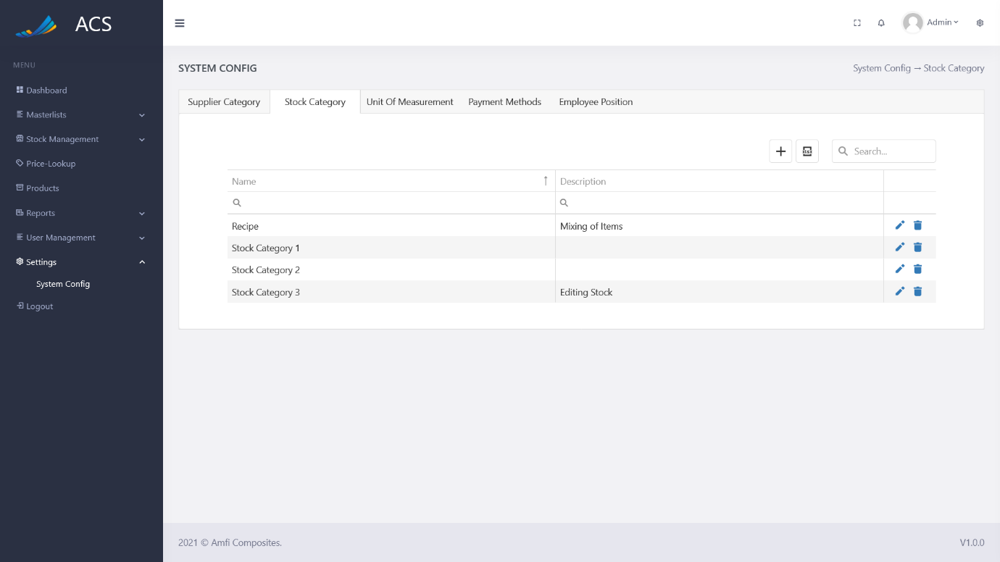 ACS
Admin
MENU
SYSTEM CONFIG
System Config → Stock Category
Dashboard
Supplier Category
Stock Category
Unit Of Measurement
Payment Methods
Employee Position
Masterlists
Stock Management
Search...
Price-Lookup
Name
Description
Products
Reports
Recipe
Mixing of Items
User Management
Stock Category 1
Settings
Stock Category 2
System Config
Stock Category 3
Editing Stock
Logout
2021 © Amfi Composites.
V1.0.0